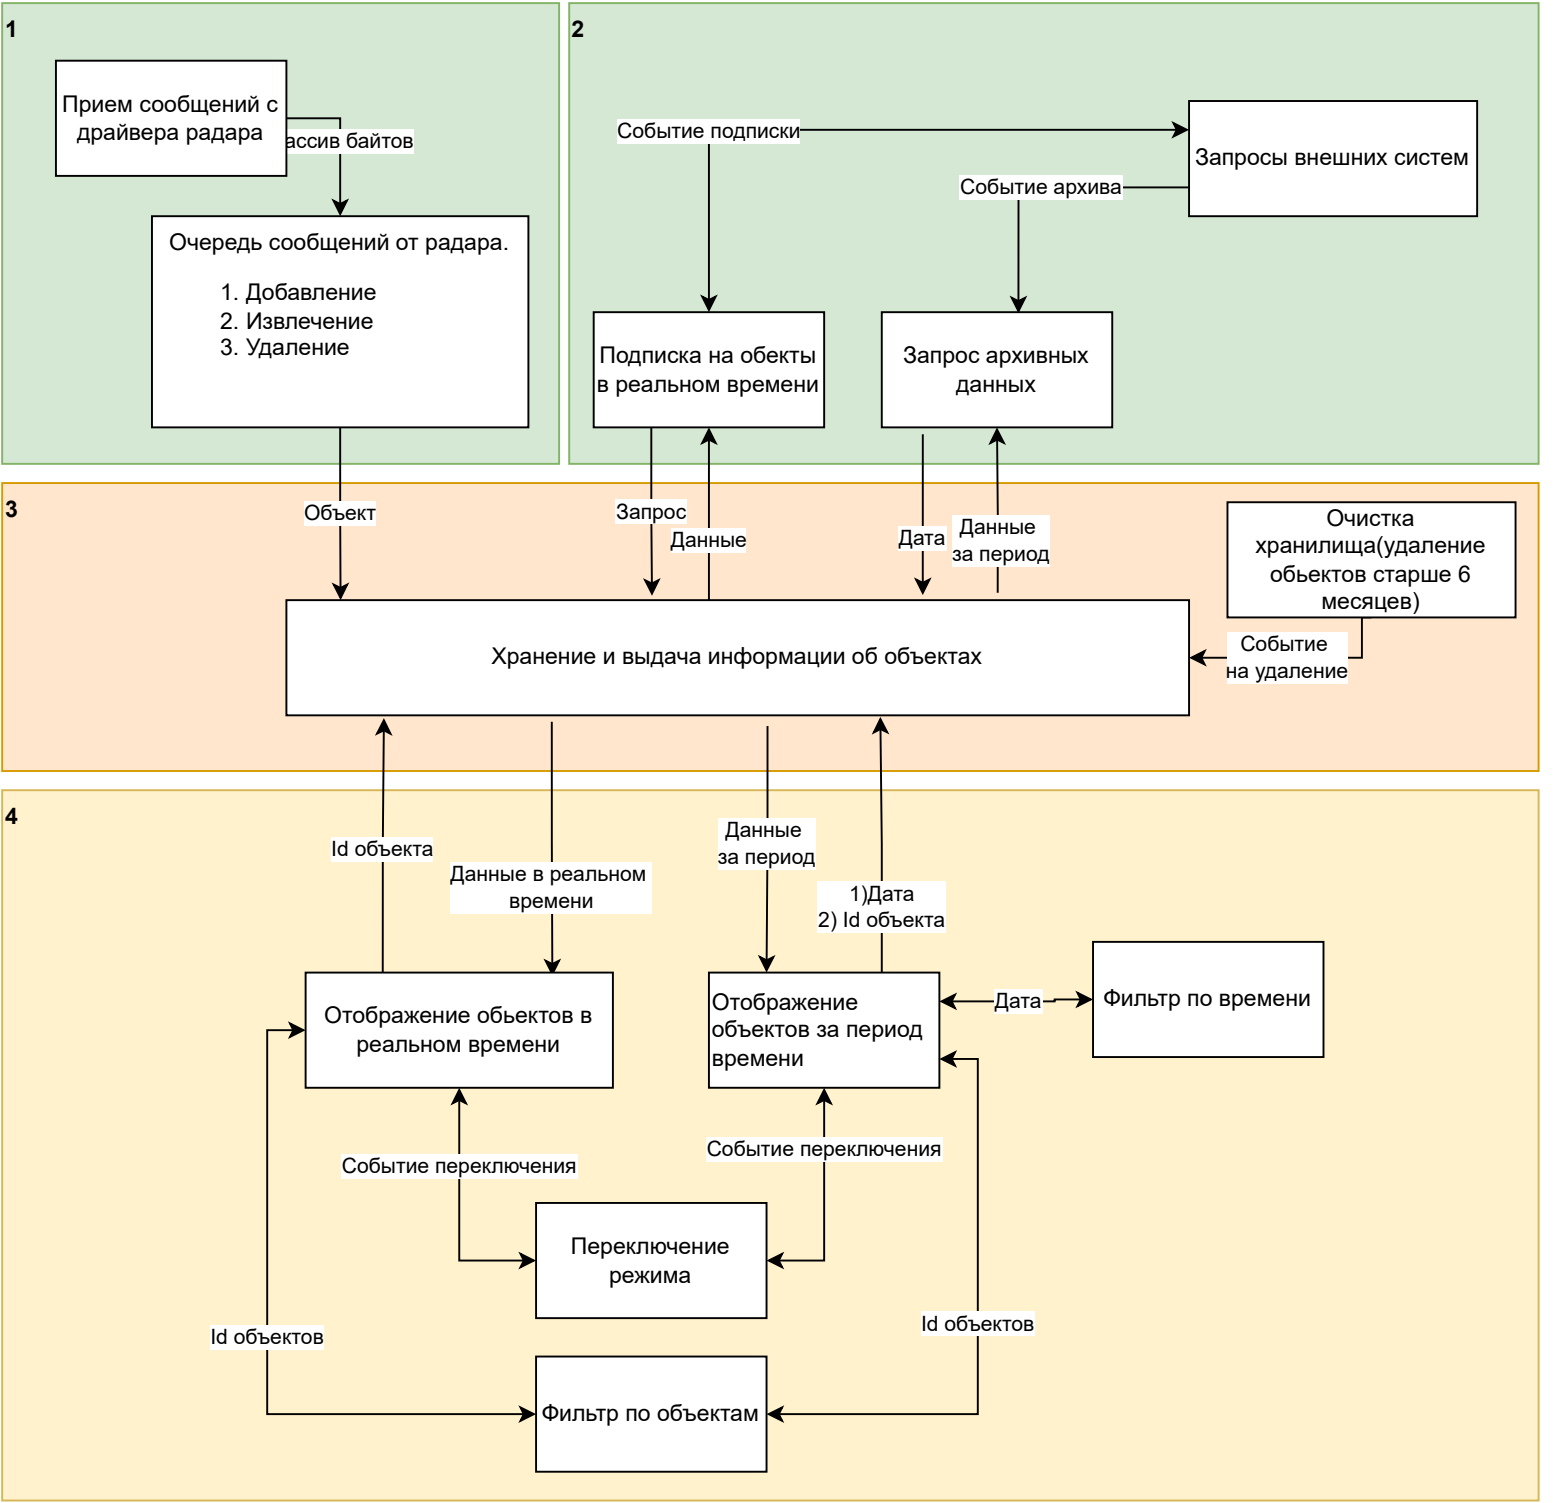 1
Прием сообщений с
драйвера радара
ассив байтов
Очередь сообщений от радара.
1. Добавление
2. Извлечение
3. Удаление
2
Событие подписки
Запросы внешних систем
Событие архива
Подписка на обекты
в реальном времени
Запрос архивных
данных
3
Объект
Запрос
Данные
Дата
Данные
за период
Очистка
хранилища(удаление
обьектов старше 6
месяцев)
Событие
на удаление
Хранение и выдача информации об объектах
4
Id объекта
Данные в реальном
времени
Данные
за период
1)Дата
2) Id объекта
Отображение обьектов в
реальном времени
Отображение
объектов за период
времени
Дата
Фильтр по времени
Событие переключения
Событие переключения
Переключение
режима
Id объектов
Id объектов
Фильтр по объектам